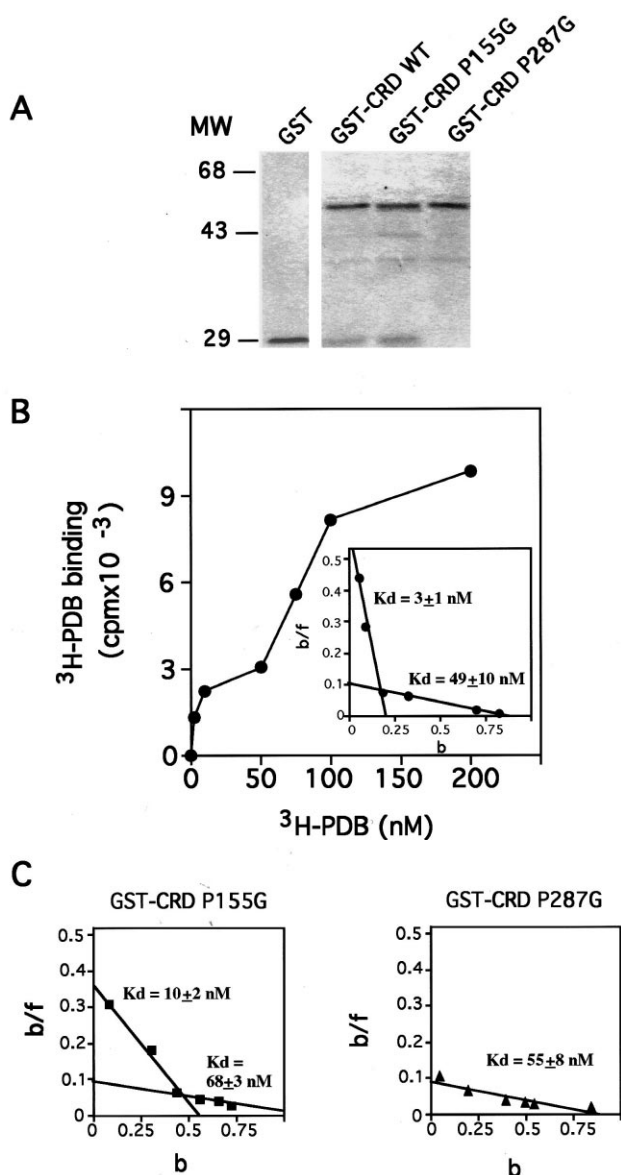 A
MW
GST
GST-CRD WT
GST-CRD P155G
GST-CRD P287G
68
43
29
B
³H-PDB binding
(cpmx10 -3)
9
6
3
0
0 50 100 150 200
³H-PDB (nM)
b/f
0.5
0.4
0.3
0.2
0.1
0
0 0.25 0.5 0.75
b
Kd = 3±1 nM
Kd = 49±10 nM
C
GST-CRD P155G
b/f
0.5
0.4
0.3
0.2
0.1
0
0 0.25 0.5 0.75
b
Kd = 10±2 nM
Kd =
68±3 nM
GST-CRD P287G
b/f
0.5
0.4
0.3
0.2
0.1
0
0 0.25 0.5 0.75
b
Kd = 55±8 nM